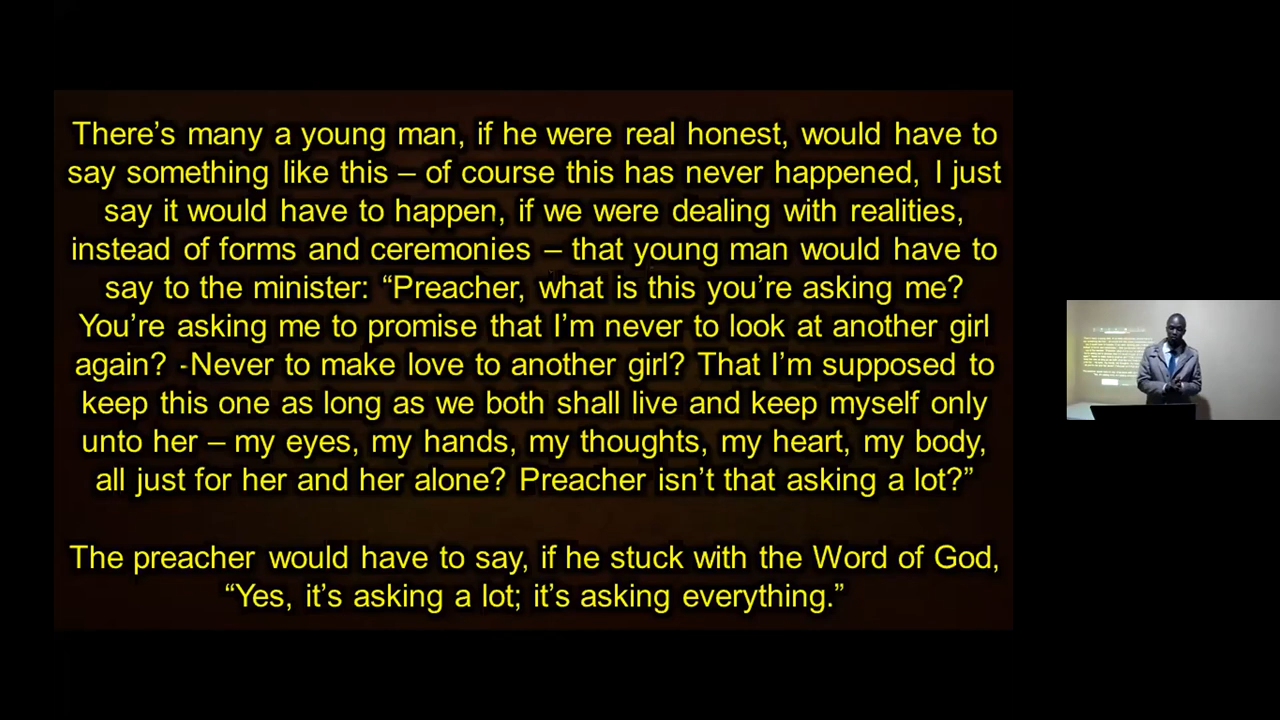 There’s many a young man, if he were real honest, would have to
say something like this – of course this has never happened, I just
say it would have to happen, if we were dealing with realities,
instead of forms and ceremonies – that young man would have to
say to the minister: “Preacher, what is this you’re asking me?
You’re asking me to promise that I’m never to look at another girl
again? -Never to make love to another girl? That I’m supposed to
keep this one as long as we both shall live and keep myself only
unto her – my eyes, my hands, my thoughts, my heart, my body,
all just for her and her alone? Preacher isn’t that asking a lot?”
The preacher would have to say, if he stuck with the Word of God,
“Yes, it’s asking a lot; it’s asking everything.”